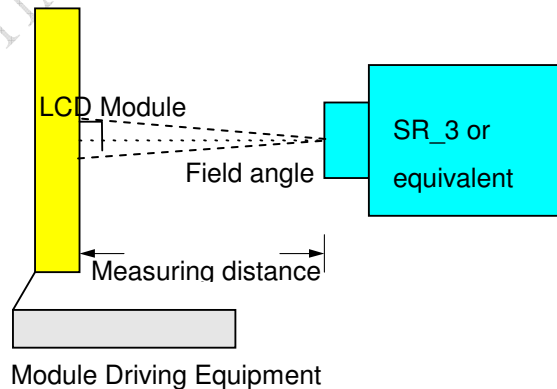 LCD Module
SR_3 or
equivalent
Field angle
Measuring distance
Module Driving Equipment